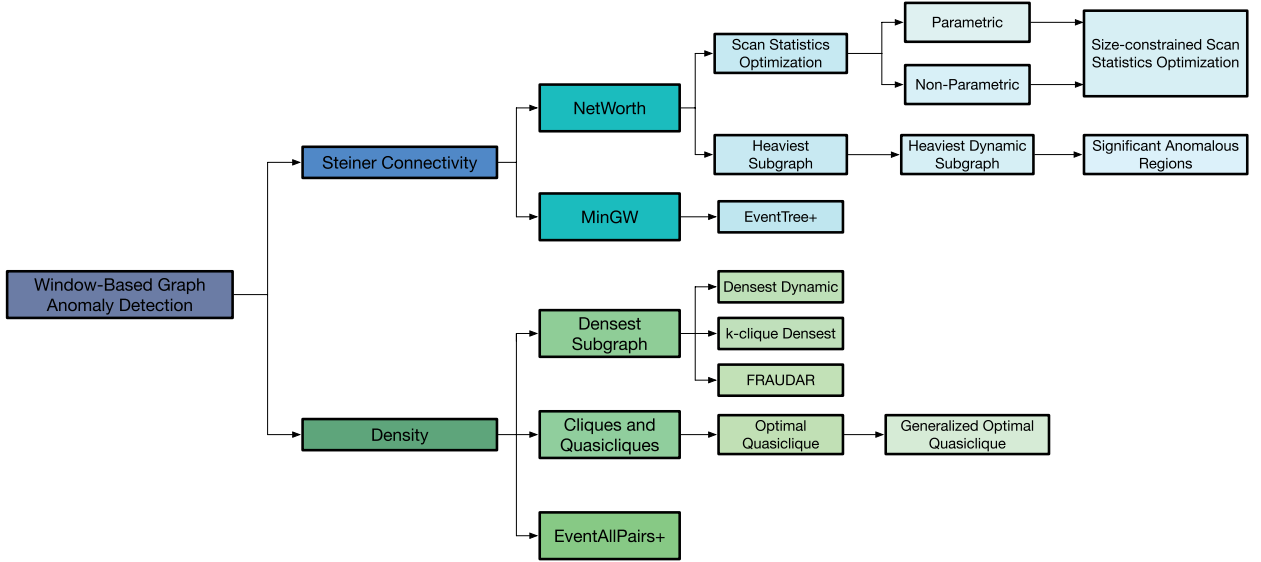 Window-Based Graph
Anomaly Detection
Steiner Connectivity
NetWorth
Scan Statistics
Optimization
Parametric
Non-Parametric
Size-constrained Scan
Statistics Optimization
Heaviest
Subgraph
Heaviest Dynamic
Subgraph
Significant Anomalous
Regions
MinGW
EventTree+
Density
Densest
Subgraph
Densest Dynamic
k-clique Densest
FRAUDAR
Cliques and
Quasicliques
Optimal
Quasiclique
Generalized Optimal
Quasiclique
EventAllPairs+